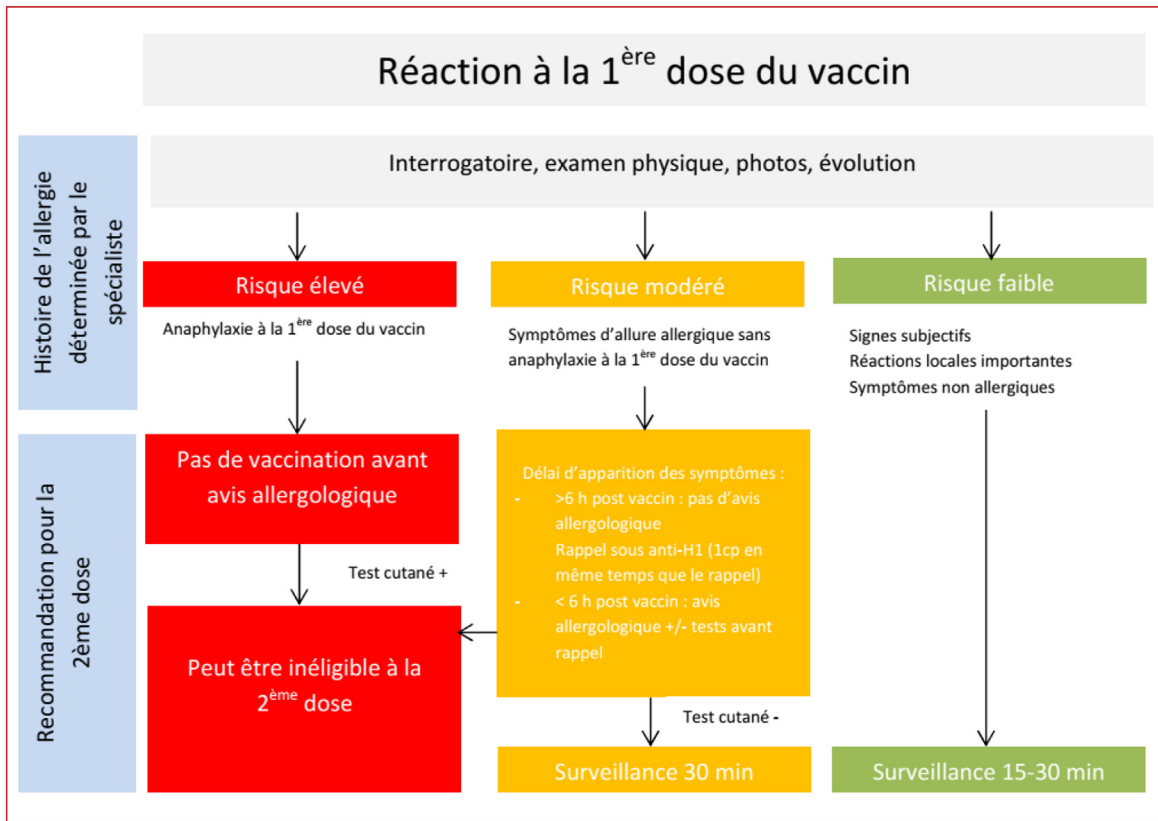 Réaction à la 1ère dose du vaccin
Histoire de l'allergie
déterminée par le
spécialiste
Interrogatoire, examen physique, photos, évolution
Risque élevé
Anaphylaxie à la 1ère dose du vaccin
Risque modéré
Symptômes d'allure allergique sans
anaphylaxie à la 1ère dose du vaccin
Risque faible
Signes subjectifs
Réactions locales importantes
Symptômes non allergiques
Recommandation pour la
2ème dose
Pas de vaccination avant
avis allergologique
Test cutané +
Peut être inéligible à la
2ème dose
Délai d'apparition des symptômes :
- >6 h post vaccin : pas d'avis
allergologique
Rappel sous anti-H1 (1cp en
même temps que le rappel)
- < 6 h post vaccin : avis
allergologique +/- tests avant
rappel
Test cutané -
Surveillance 30 min
Surveillance 15-30 min